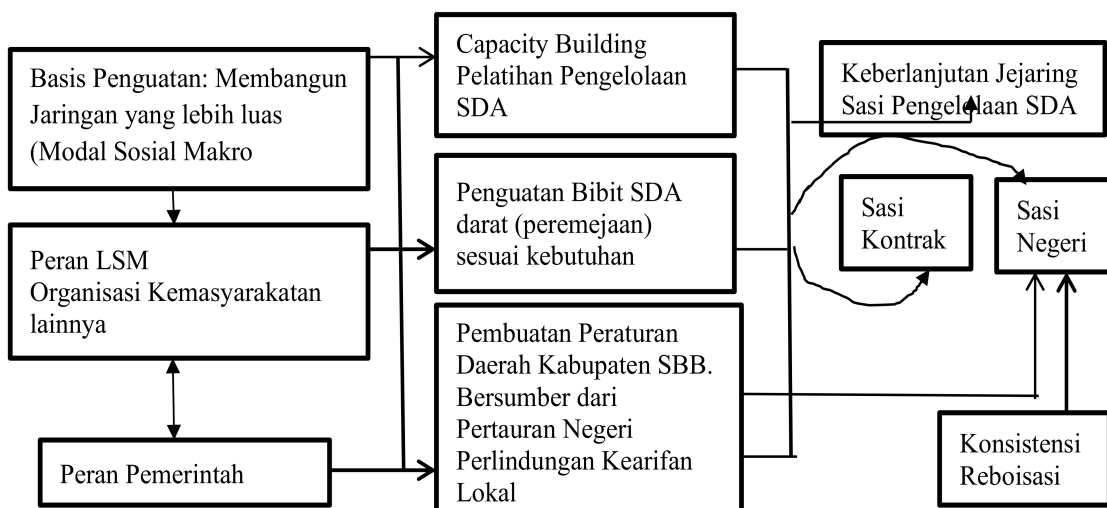 Basis Penguatan: Membangun
Jaringan yang lebih luas
(Modal Sosial Makro
Peran LSM
Organisasi Kemasyarakatan
lainnya
Peran Pemerintah
Capacity Building
Pelatihan Pengelolaan
SDA
Penguatan Bibit SDA
darat (peremejaan)
sesuai kebutuhan
Pembuatan Peraturan
Daerah Kabupaten SBB.
Bersumber dari
Pertauran Negeri
Perlindungan Kearifan
Lokal
Keberlanjutan Jejaring
Sasi Pengelolaan SDA
Sasi
Kontrak
Sasi
Negeri
Konsistensi
Reboisasi